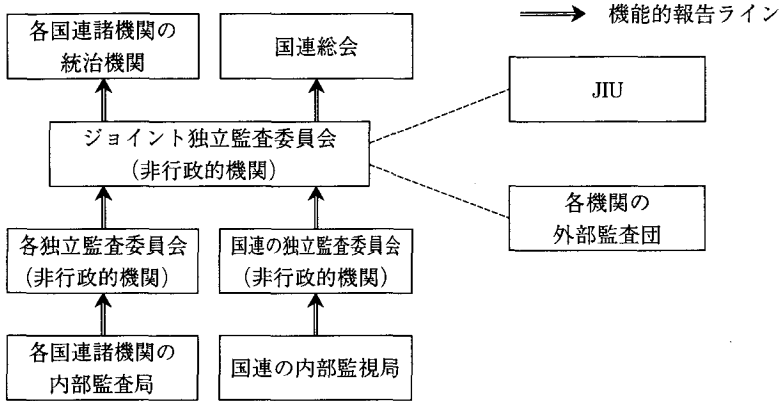 機能的報告ライン
各国連諸機関の
統治機関
国連総会
JIU
ジョイント独立監査委員会
(非行政的機関)
各機関の
外部監査団
各独立監査委員会
(非行政的機関)
国連の独立監査委員会
(非行政的機関)
各国連諸機関の
内部監査局
国連の内部監視局